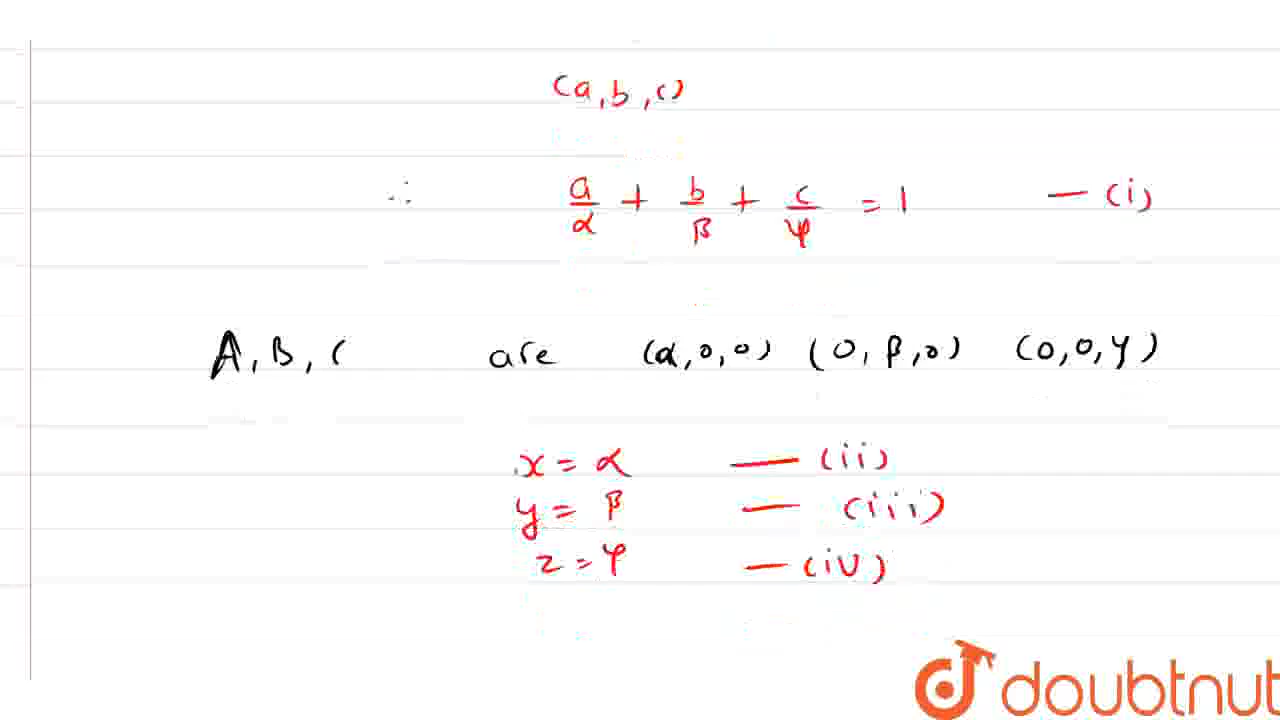 (a,b,c)
∴ a/α + b/β + c/φ = 1 — (i)
A, B, C are (α,0,0) (0,β,0) (0,0,γ)
x = α — (ii)
y = β — (iii)
z = φ — (iv)
doubtnut